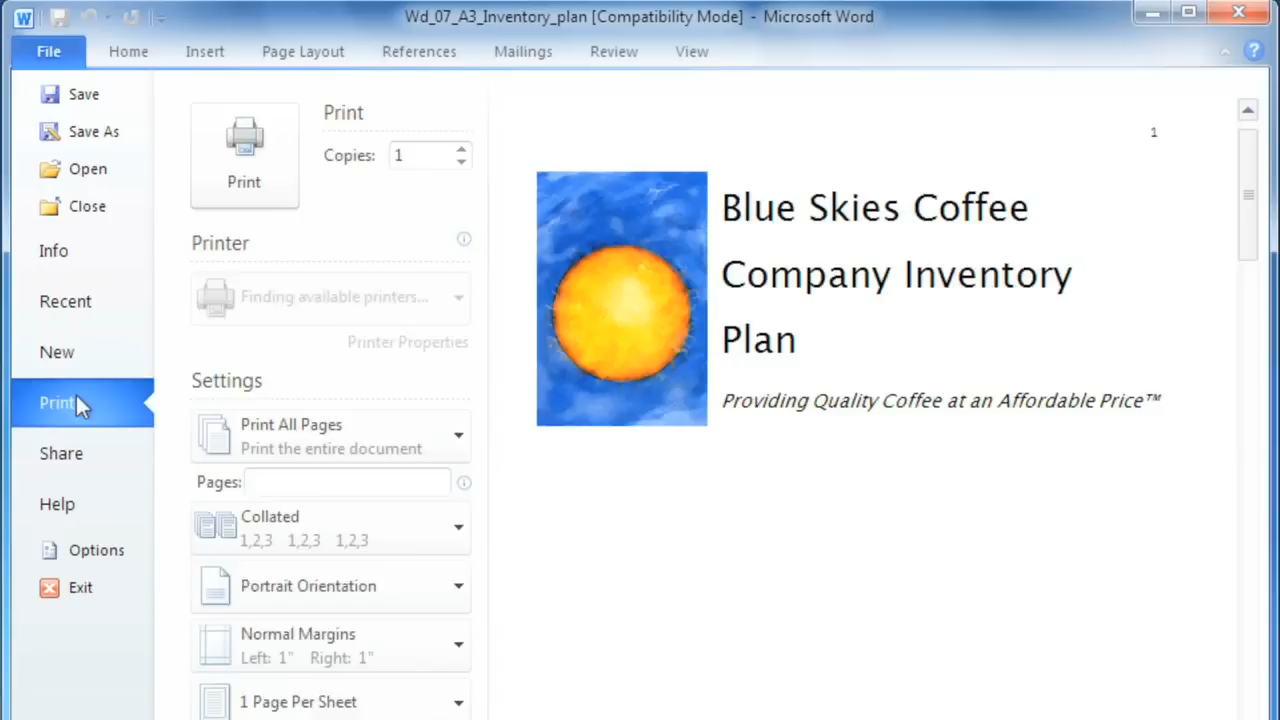 Wd_07_A3_Inventory_plan [Compatibility Mode] - Microsoft Word
File Home Insert Page Layout References Mailings Review View
Save
Save As
Open
Close
Info
Recent
New
Print
Share
Help
Options
Exit
Print
Print
Copies: 1
Printer
Finding available printers...
Printer Properties
Settings
Print All Pages
Print the entire document
Pages:
Collated
1,2,3 1,2,3 1,2,3
Portrait Orientation
Normal Margins
Left: 1" Right: 1"
1 Page Per Sheet
1
Blue Skies Coffee
Company Inventory
Plan
Providing Quality Coffee at an Affordable Price™